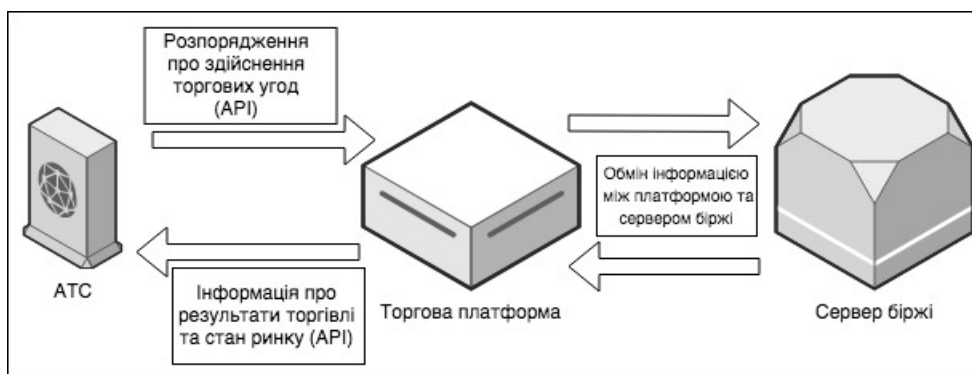 Розпорядження
про здійснення
торгових угод
(API)
Обмін інформацією
між платформою та
сервером біржі
АТС
Інформація про
результати торгівлі
та стан ринку (API)
Торгова платформа
Сервер біржі